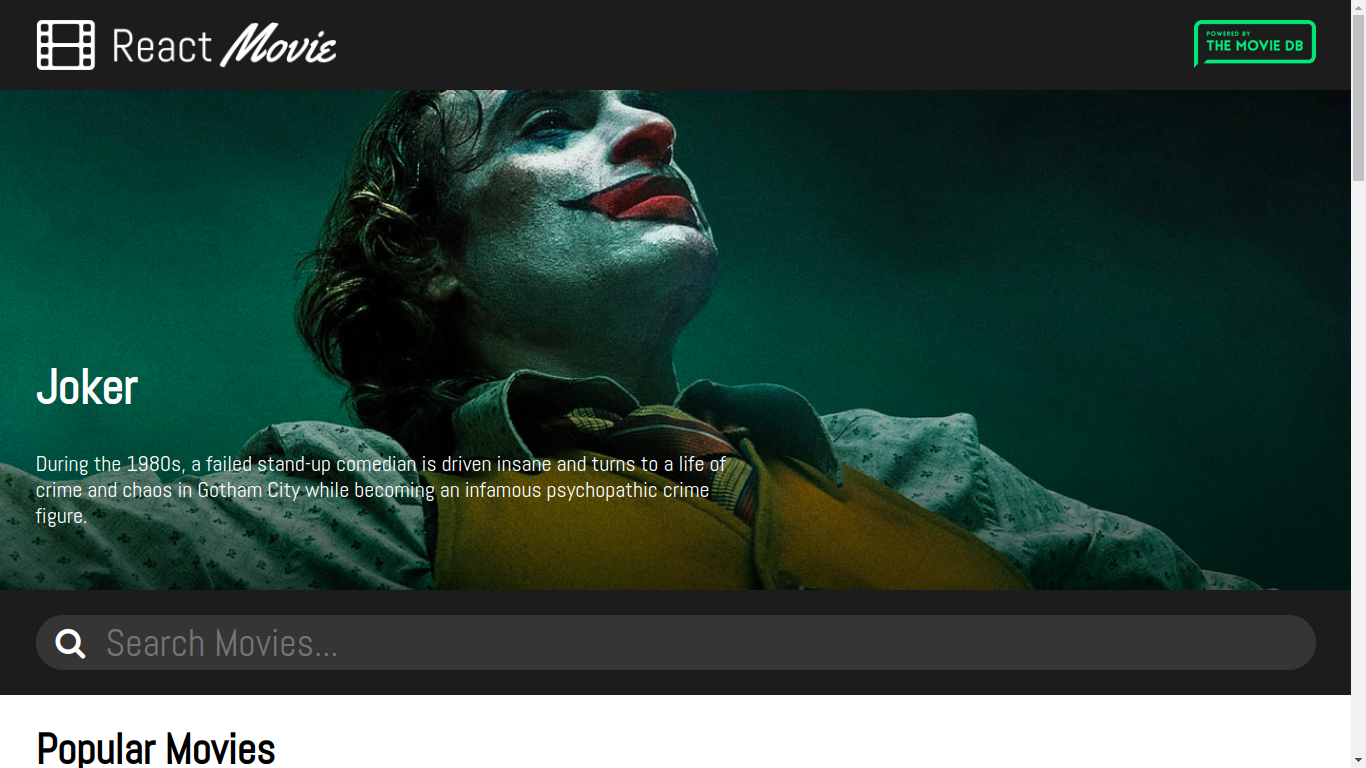 React Movie
POWERED BY
THE MOVIE DB
Joker
During the 1980s, a failed stand-up comedian is driven insane and turns to a life of
crime and chaos in Gotham City while becoming an infamous psychopathic crime
figure.
Search Movies...
Popular Movies